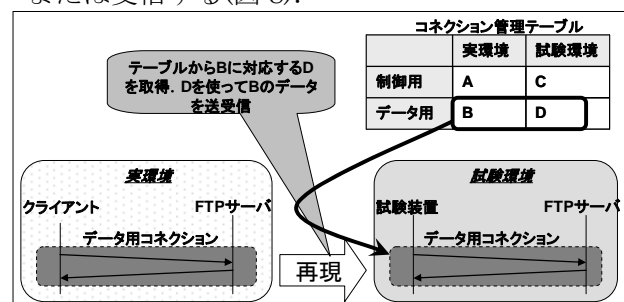 または受信する(図 8).
コネクション管理テーブル
実環境 試験環境
制御用 A C
データ用 B D
テーブルからBに対応するD
を取得．Dを使ってBのデータ
を送受信
実環境
クライアント FTPサーバ
データ用コネクション
再現
試験環境
試験装置 FTPサーバ
データ用コネクション